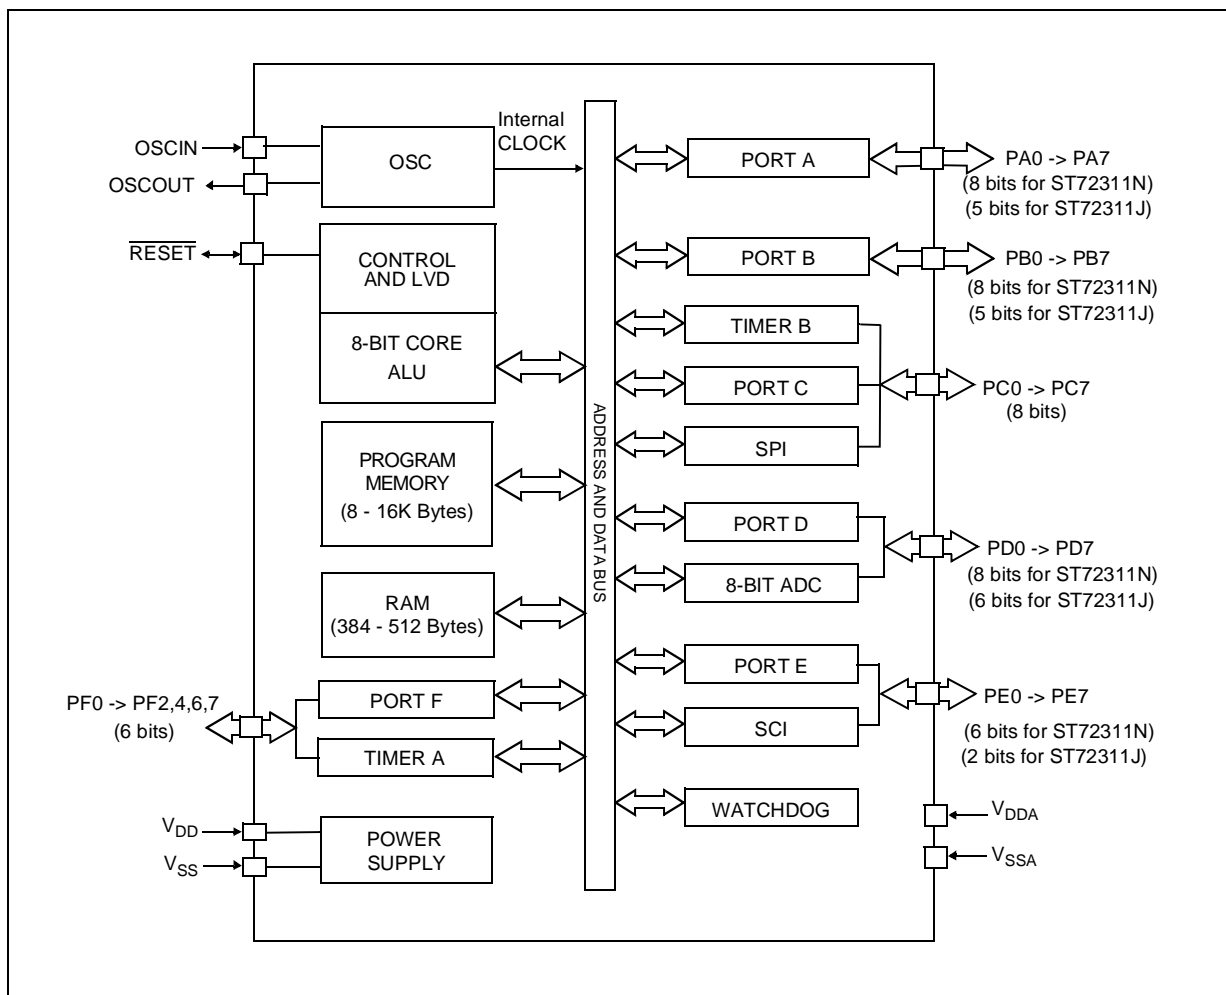 OSCIN
OSCOUT
RESET
OSC
Internal
CLOCK
CONTROL
AND LVD
8-BIT CORE
ALU
PROGRAM
MEMORY
(8 - 16K Bytes)
RAM
(384 - 512 Bytes)
PF0 -> PF2,4,6,7
(6 bits)
PORT F
TIMER A
VDD
VSS
POWER
SUPPLY
ADDRESS AND DATA BUS
PORT A
PA0 -> PA7
(8 bits for ST72311N)
(5 bits for ST72311J)
PORT B
PB0 -> PB7
(8 bits for ST72311N)
(5 bits for ST72311J)
TIMER B
PORT C
SPI
PC0 -> PC7
(8 bits)
PORT D
8-BIT ADC
PD0 -> PD7
(8 bits for ST72311N)
(6 bits for ST72311J)
PORT E
SCI
PE0 -> PE7
(6 bits for ST72311N)
(2 bits for ST72311J)
WATCHDOG
VDDA
VSSA